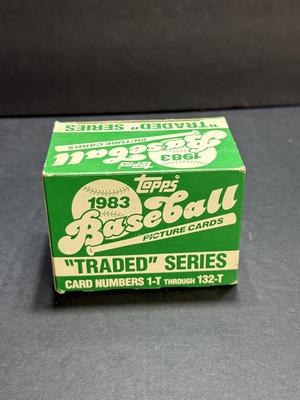 "TRADED" SERIES
PICTURE CARDS
Baseball
1983
Topps
Topps
1983
Baseball
PICTURE CARDS
"TRADED" SERIES
CARD NUMBERS 1-T THROUGH 132-T